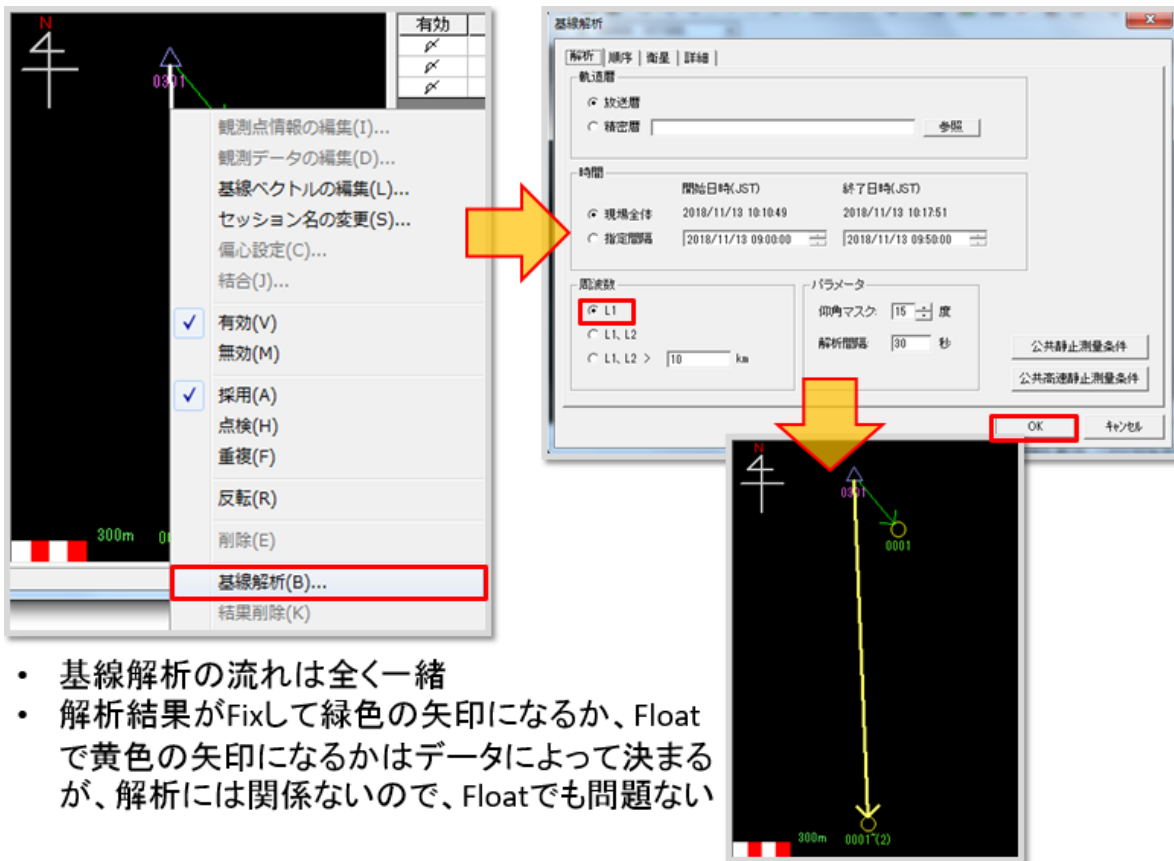 N
0301
300m
有効
観測点情報の編集(I)...
観測データの編集(D)...
基線ベクトルの編集(L)...
セッション名の変更(S)...
偏心設定(C)...
結合(J)...
有効(V)
無効(M)
採用(A)
点検(H)
重複(F)
反転(R)
削除(E)
基線解析(B)...
結果削除(K)
基線解析
解析 順序 衛星 詳細
軌道暦
放送暦
精密暦 参照
時間
開始日時(JST) 終了日時(JST)
現場全体 2018/11/13 10:10:49 2018/11/13 10:17:51
指定間隔 2018/11/13 09:00:00 2018/11/13 09:50:00
周波数
L1
L1、L2
L1、L2 > 10 km
パラメータ
仰角マスク: 15 度
解析間隔: 30 秒
公共静止測量条件
公共高速静止測量条件
OK キャンセル
N
0301
0001
300m 0001~(2)
• 基線解析の流れは全く一緒
• 解析結果がFixして緑色の矢印になるか、Float
で黄色の矢印になるかはデータによって決まる
が、解析には関係ないので、Floatでも問題ない